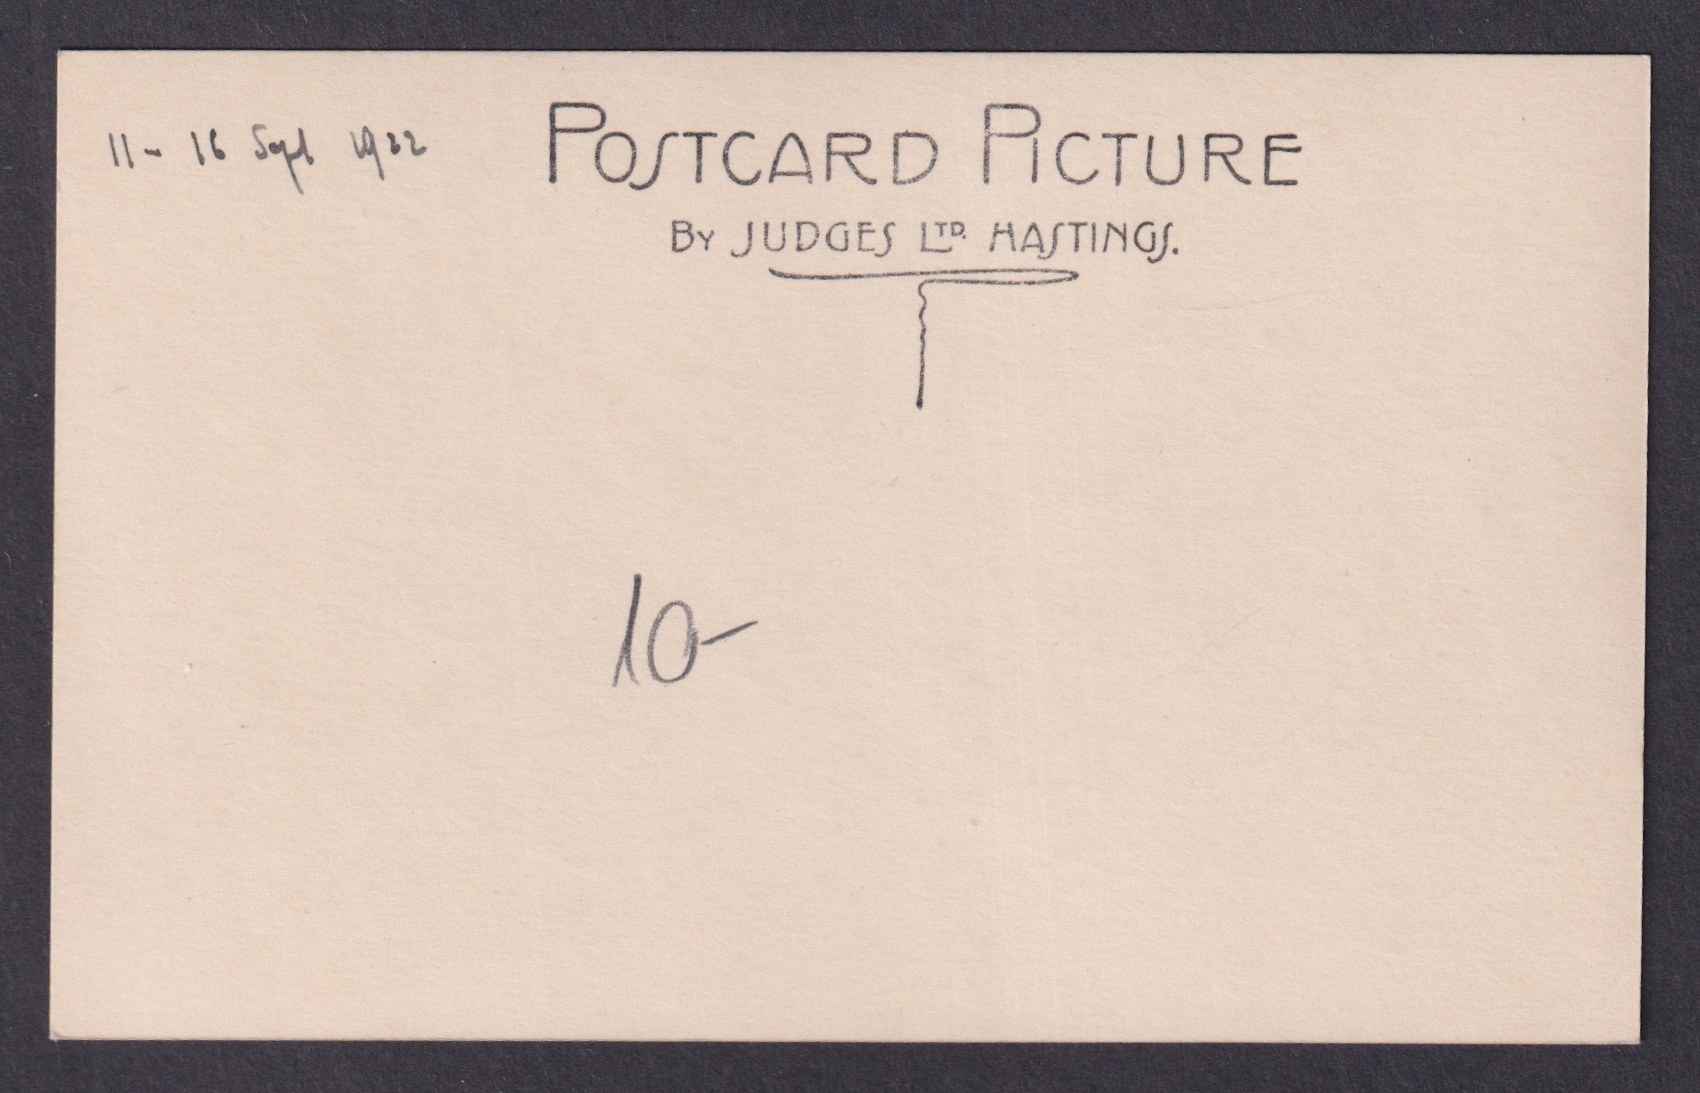 11 - 16 Sept 1922
POSTCARD PICTURE
BY JUDGES LTD. HASTINGS.
10-